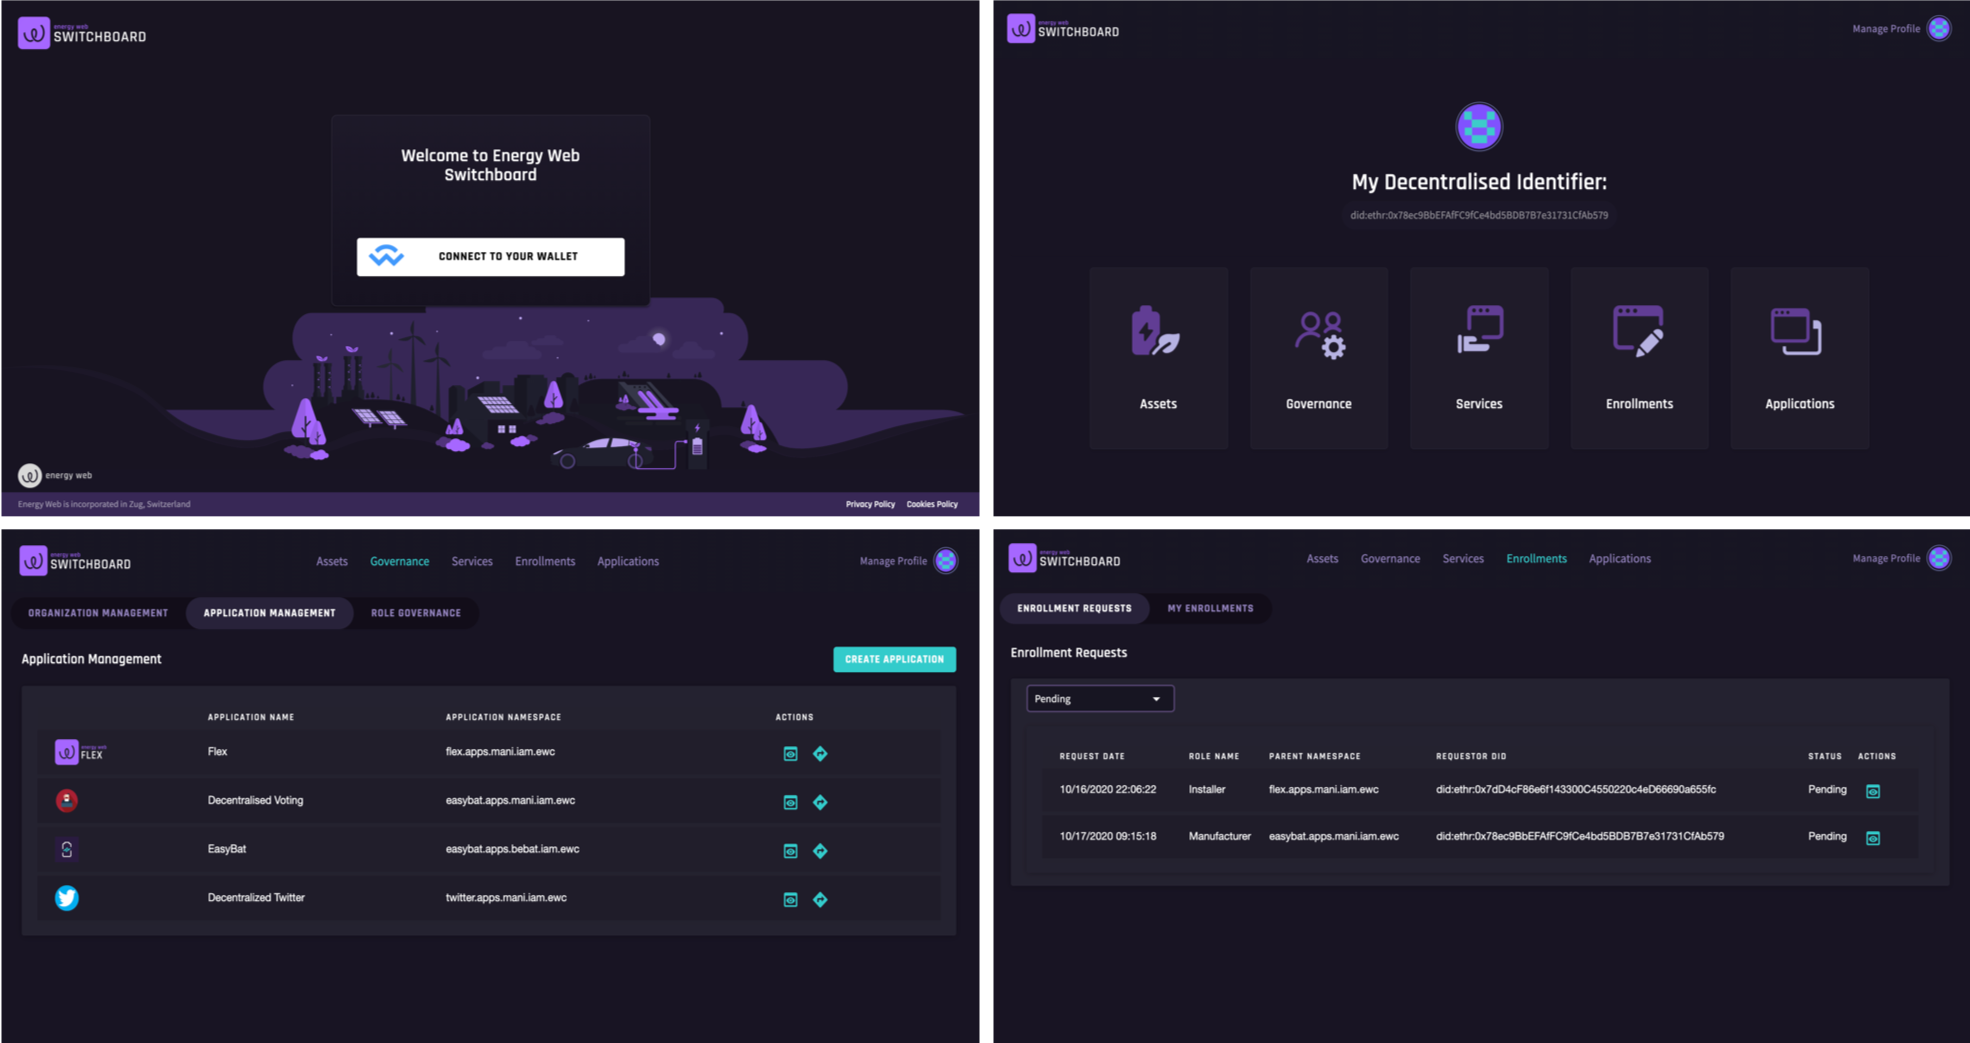 energy web
SWITCHBOARD
Welcome to Energy Web
Switchboard
CONNECT TO YOUR WALLET
energy web
Energy Web is incorporated in Zug, Switzerland
Privacy Policy Cookies Policy
energy web
SWITCHBOARD
Manage Profile
My Decentralised Identifier:
did:ethr:0x78ec9BbEFAfFC9fCe4bd5BDB7B7e31731CfAb579
Assets Governance Services Enrollments Applications
energy web
SWITCHBOARD
Assets Governance Services Enrollments Applications
Manage Profile
ORGANIZATION MANAGEMENT APPLICATION MANAGEMENT ROLE GOVERNANCE
Application Management
CREATE APPLICATION
APPLICATION NAME APPLICATION NAMESPACE ACTIONS
energy web
FLEX
Flex flex.apps.mani.iam.ewc
Decentralised Voting easybat.apps.mani.iam.ewc
EasyBat easybat.apps.bebat.iam.ewc
Decentralized Twitter twitter.apps.mani.iam.ewc
energy web
SWITCHBOARD
Assets Governance Services Enrollments Applications
Manage Profile
ENROLLMENT REQUESTS MY ENROLLMENTS
Enrollment Requests
Pending
REQUEST DATE ROLE NAME PARENT NAMESPACE REQUESTOR DID STATUS ACTIONS
10/16/2020 22:06:22 Installer flex.apps.mani.iam.ewc did:ethr:0x7dD4cF86e6f143300C4550220c4eD66690a655fc Pending
10/17/2020 09:15:18 Manufacturer easybat.apps.mani.iam.ewc did:ethr:0x78ec9BbEFAfFC9fCe4bd5BDB7B7e31731CfAb579 Pending